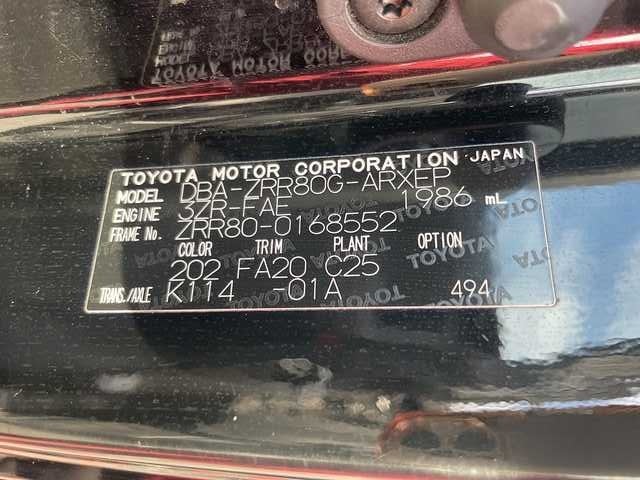 TOYOTA MOTOR CORPORATION JAPAN
MODEL DBA-ZRR80G-ARXEP
ENGINE 3ZR-FAE 1986 mL
FRAME No. ZRR80-0168552
COLOR TRIM PLANT OPTION
202 FA20 C25
TRANS./AXLE K114 -01A 494